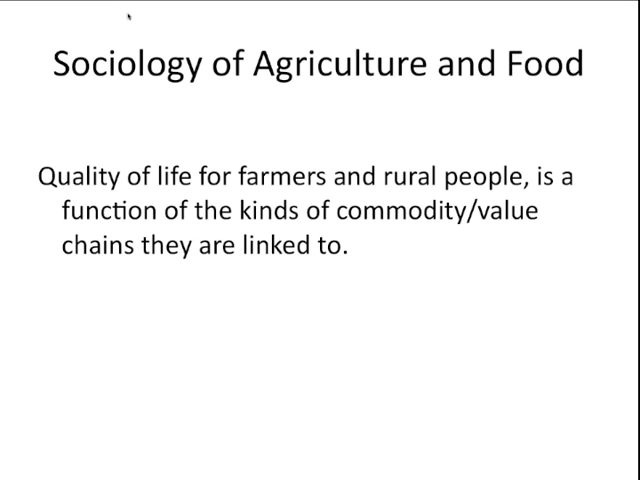 Sociology of Agriculture and Food
Quality of life for farmers and rural people, is a
function of the kinds of commodity/value
chains they are linked to.